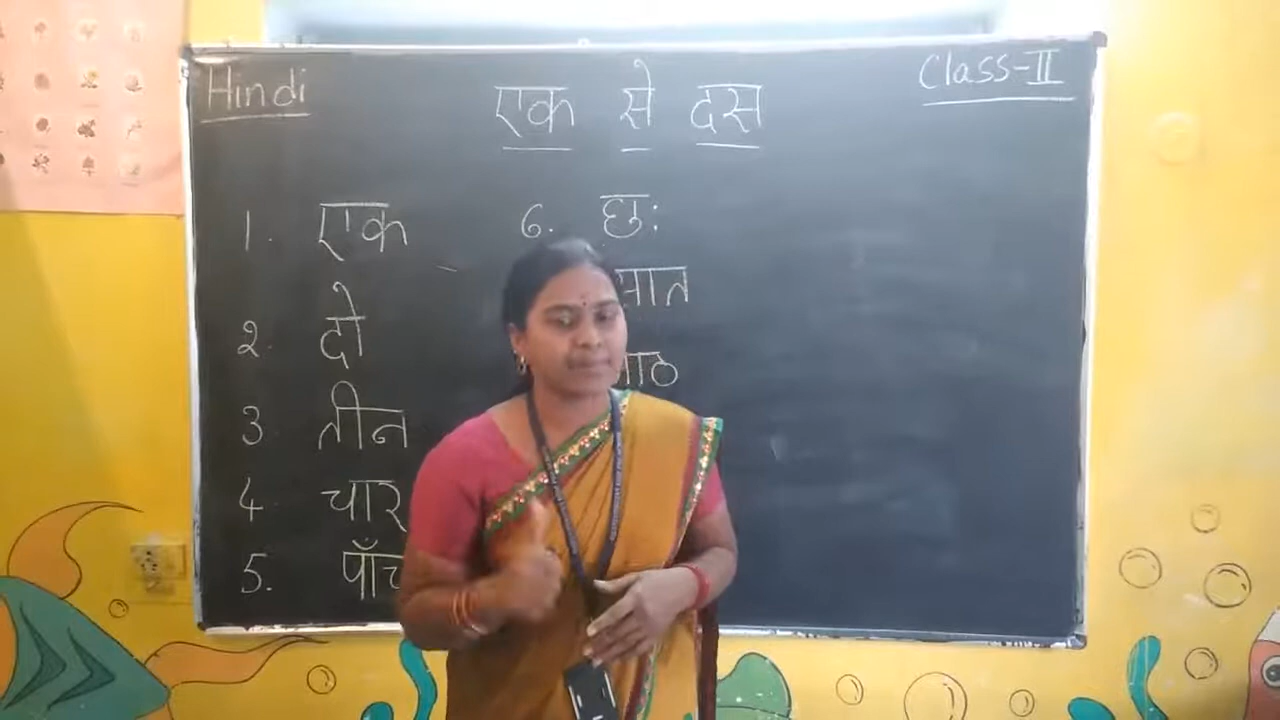 Hindi
एक से दस
Class-II
1. एक
2. दो
3 तीन
4. चार
5. पाँच
6. छः
सात